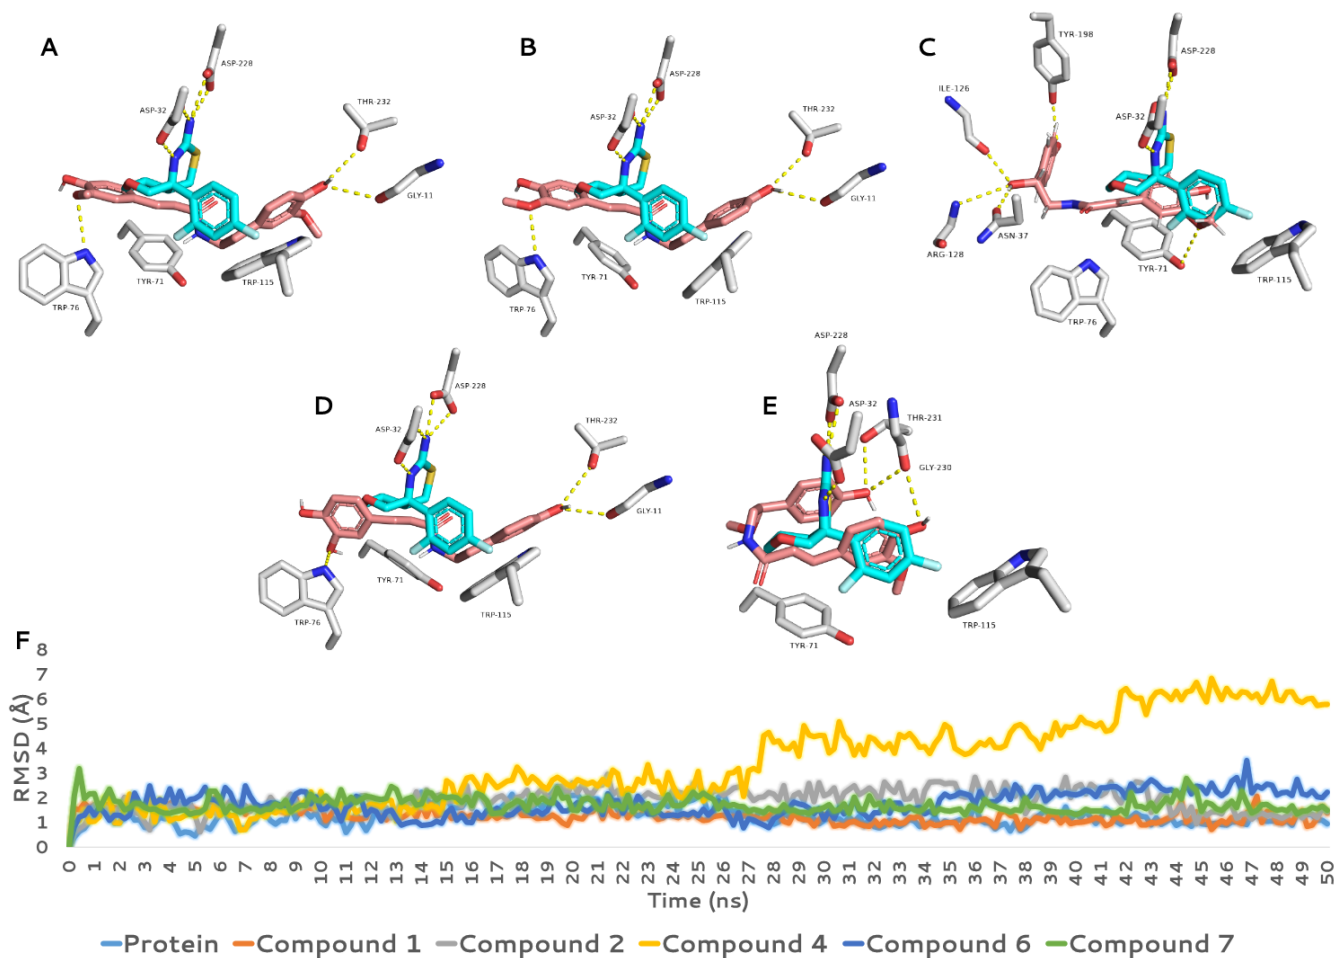 A
ASP-228
ASP-32
THR-232
GLY-11
TRP-76
TYR-71
TRP-115
B
ASP-228
ASP-32
THR-232
GLY-11
TRP-76
TYR-71
TRP-115
C
TYR-198
ASP-228
ILE-126
ASP-32
ARG-128
ASN-37
TYR-71
TRP-76
TRP-115
D
ASP-228
ASP-32
THR-232
GLY-11
TYR-71
TRP-115
TRP-76
E
ASP-228
ASP-32
THR-231
GLY-230
TYR-71
TRP-115
F
RMSD (Å)
8
7
6
5
4
3
2
1
0
0 1 2 3 4 5 6 7 8 9 10 11 12 13 14 15 16 17 18 19 20 21 22 23 24 25 26 27 28 29 30 31 32 33 34 35 36 37 38 39 40 41 42 43 44 45 46 47 48 49 50
Time (ns)
Protein Compound 1 Compound 2 Compound 4 Compound 6 Compound 7